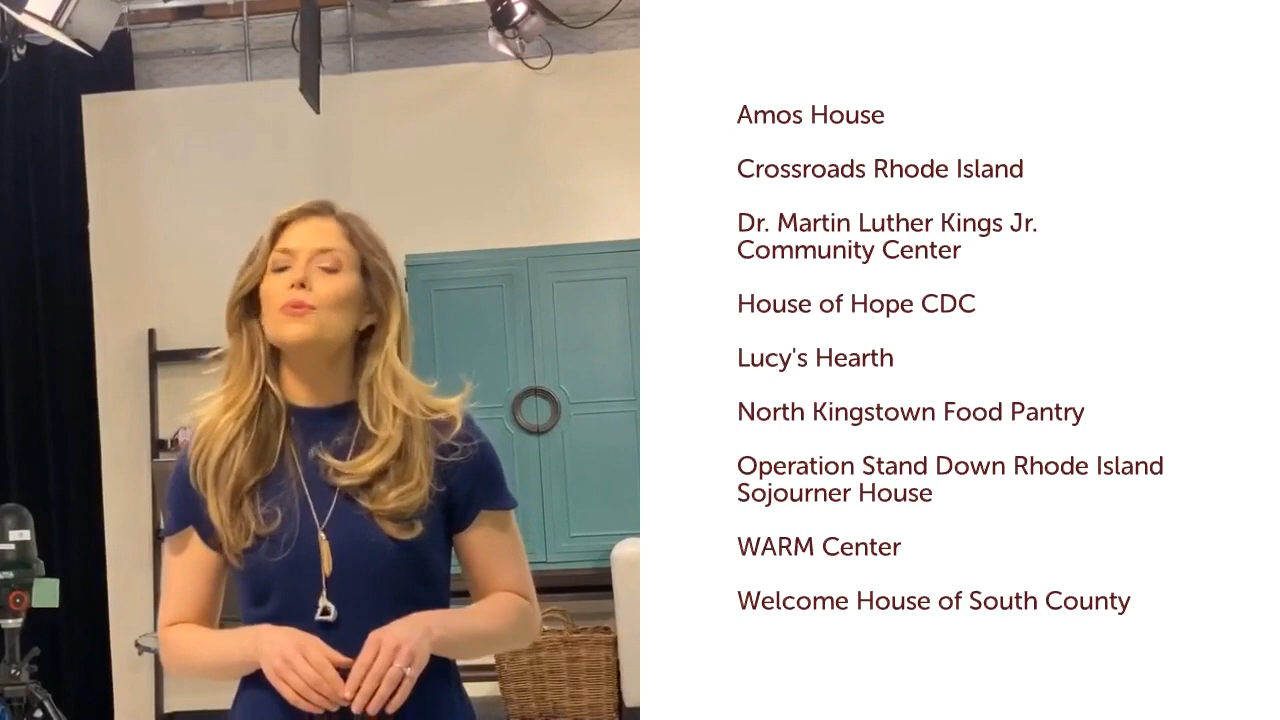 Amos House
Crossroads Rhode Island
Dr. Martin Luther Kings Jr.
Community Center
House of Hope CDC
Lucy's Hearth
North Kingstown Food Pantry
Operation Stand Down Rhode Island
Sojourner House
WARM Center
Welcome House of South County